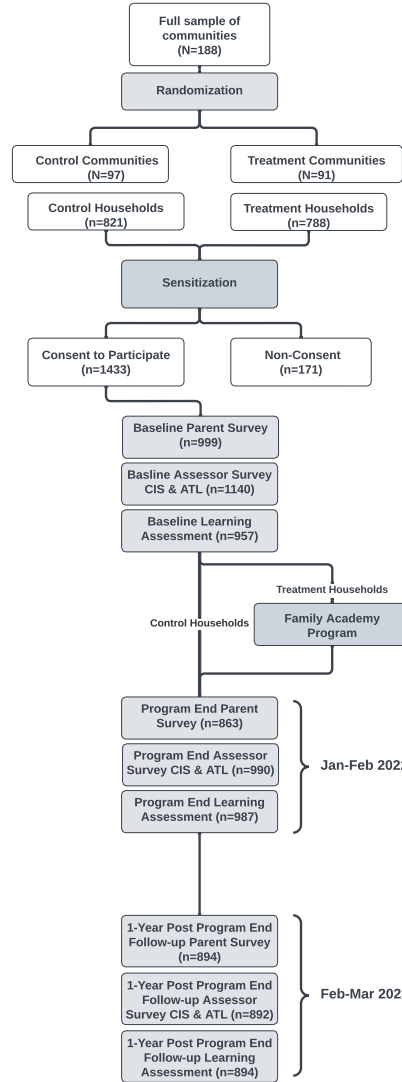 Full sample of
communities
(N=188)
Randomization
Control Communities
(N=97)
Treatment Communities
(N=91)
Control Households
(n=821)
Treatment Households
(n=788)
Sensitization
Consent to Participate
(n=1433)
Non-Consent
(n=171)
Baseline Parent Survey
(n=999)
Basline Assessor Survey
CIS & ATL (n=1140)
Baseline Learning
Assessment (n=957)
Treatment Households
Control Households
Family Academy
Program
Program End Parent
Survey (n=863)
Program End Assessor
Survey CIS & ATL (n=990)
Program End Learning
Assessment (n=987)
Jan-Feb 2022
1-Year Post Program End
Follow-up Parent Survey
(n=894)
1-Year Post Program End
Follow-up Assessor
Survey CIS & ATL (n=892)
1-Year Post Program End
Follow-up Learning
Assessment (n=894)
Feb-Mar